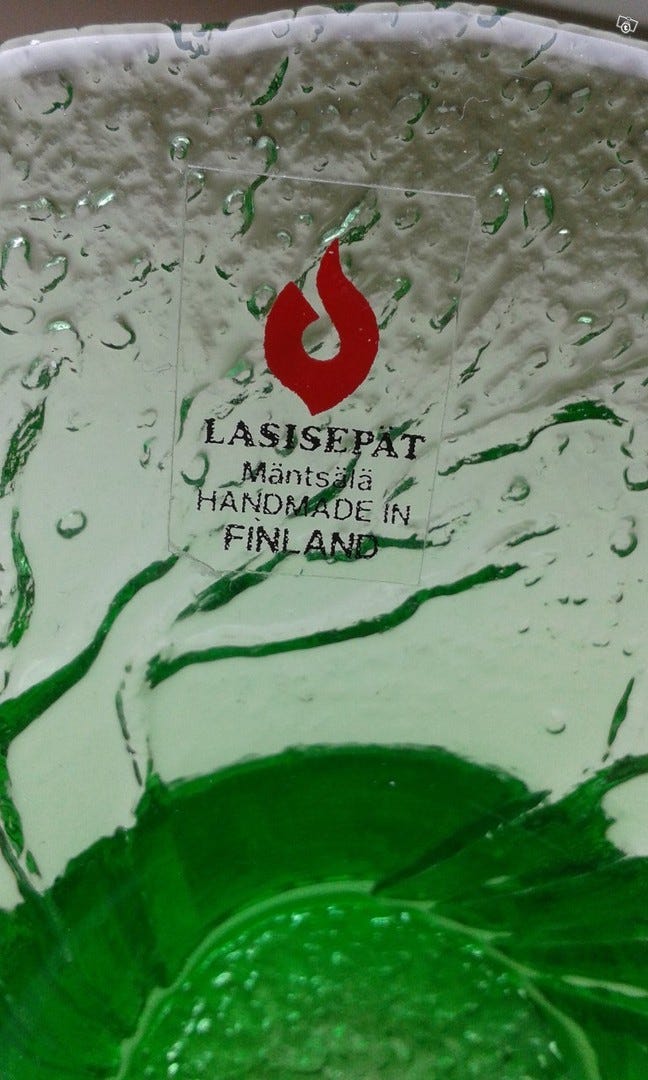 LASISEPÄT
Mäntsälä
HANDMADE IN
FINLAND